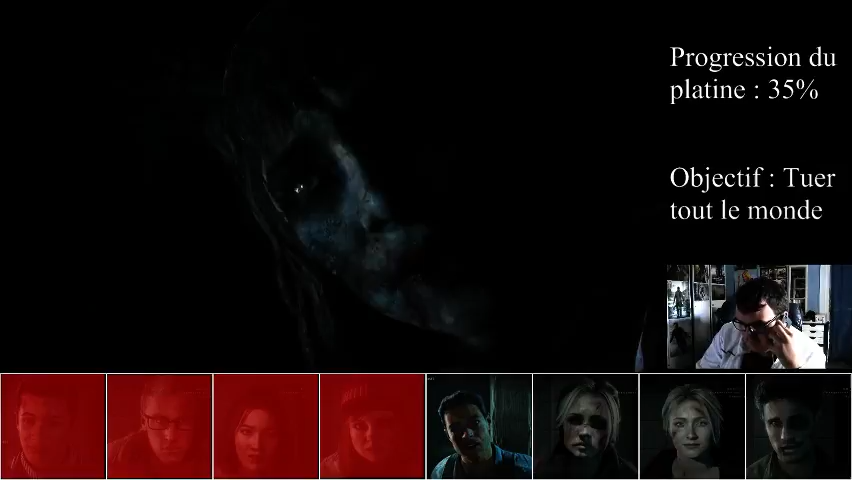 Progression du
platine : 35%
Objectif : Tuer
tout le monde